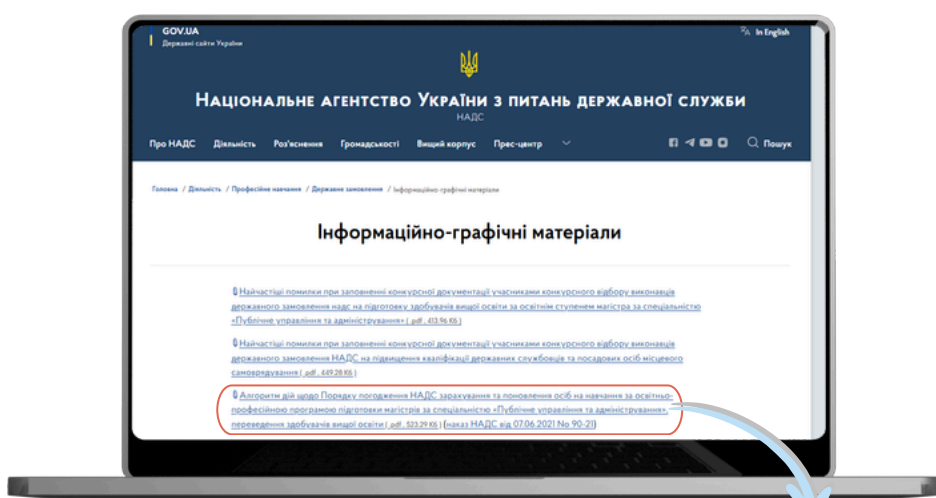 GOV.UA
Державні сайти України
In English
Національне агентство України з питань державної служби
НАДС
Про НАДС Діяльність Роз'яснення Громадськості Вищий корпус Прес-центр Пошук
Головна / Діяльність / Професійне навчання / Державне замовлення / Інформаційно-графічні матеріали
Інформаційно-графічні матеріали
Найчастіші помилки при заповненні конкурсної документації учасниками конкурсного відбору виконавців
державного замовлення надс на підготовку здобувачів вищої освіти за освітнім ступенем магістра за спеціальністю
«Публічне управління та адміністрування» ( .pdf , 413.96 Кб )
Найчастіші помилки при заповненні конкурсної документації учасниками конкурсного відбору виконавців
державного замовлення НАДС на підвищення кваліфікації державних службовців та посадових осіб місцевого
самоврядування ( .pdf , 449.28 Кб )
Алгоритм дій щодо Порядку погодження НАДС зарахування та поновлення осіб на навчання за освітньо-
професійною програмою підготовки магістрів за спеціальністю «Публічне управління та адміністрування»,
переведення здобувачів вищої освіти ( .pdf , 523.29 Кб ) (наказ НАДС від 07.06.2021 No 90-21)